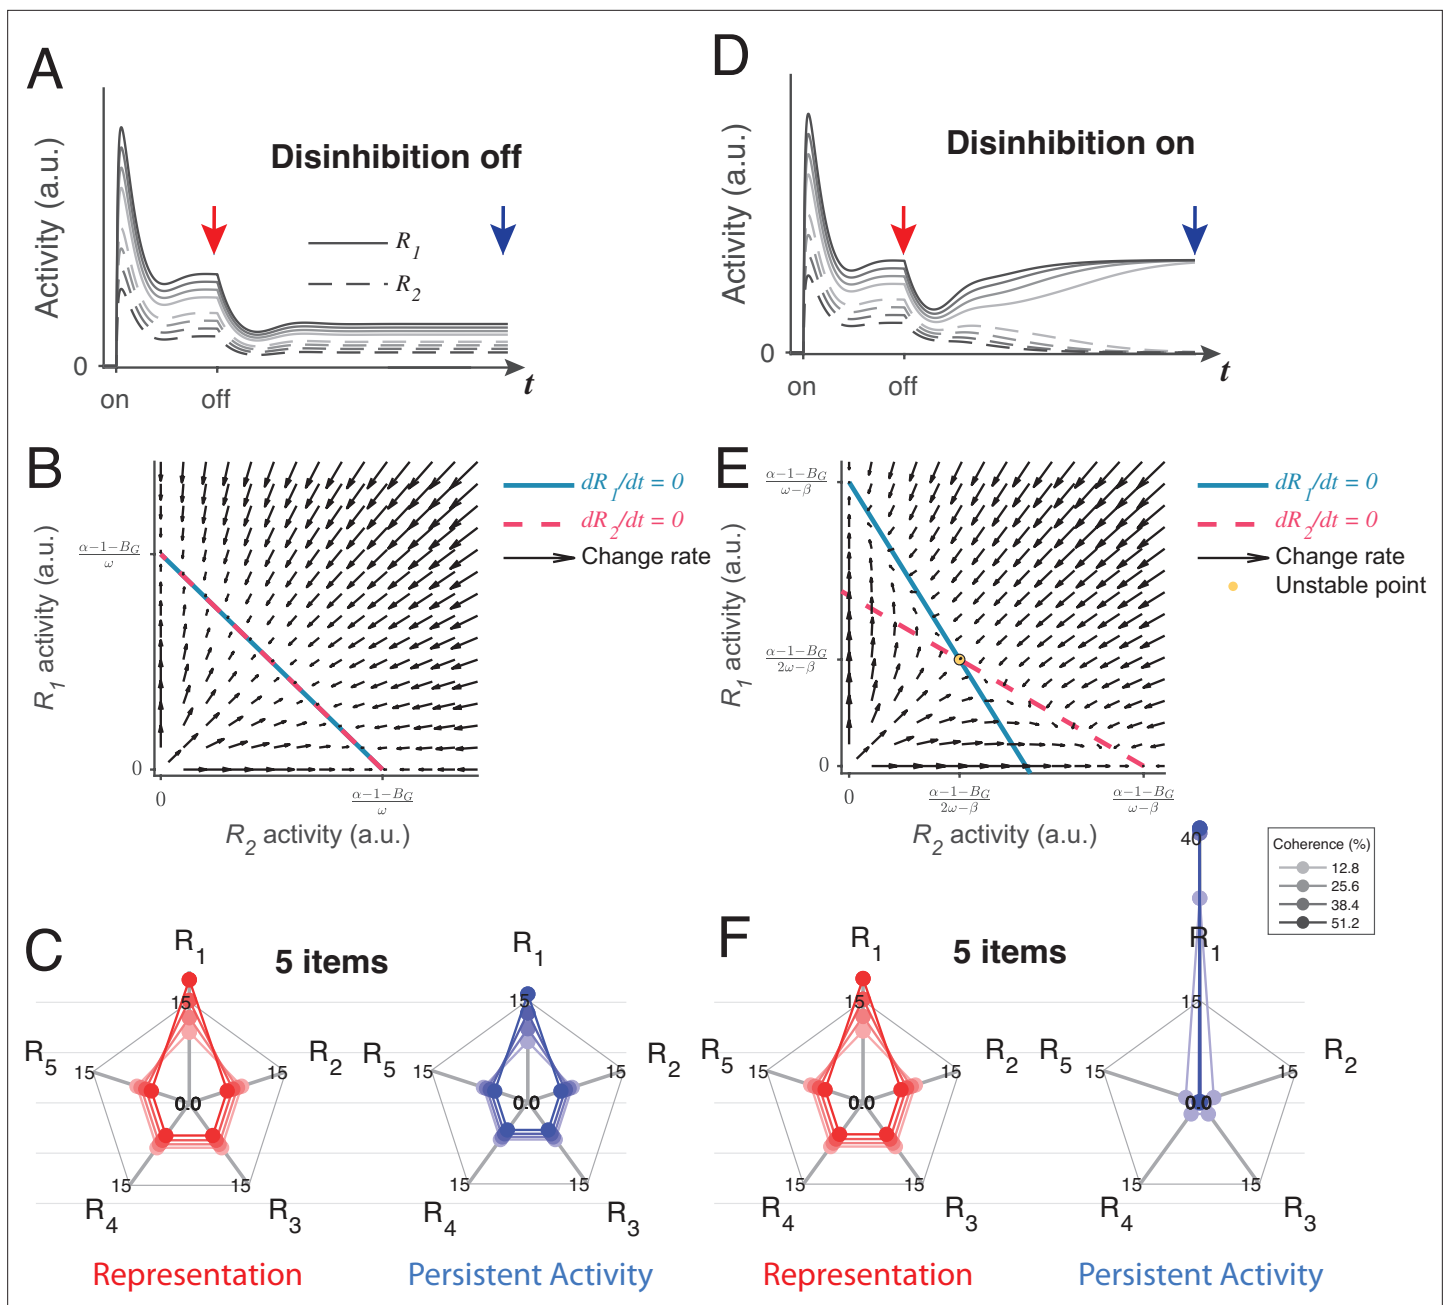 A
Activity (a.u.)
Disinhibition off
R1
R2
0
on
off
t
D
Activity (a.u.)
Disinhibition on
0
on
off
t
B
R1 activity (a.u.)
α−1−B_G / ω
0
0
α−1−B_G / ω
R2 activity (a.u.)
dR1/dt = 0
dR2/dt = 0
Change rate
E
R1 activity (a.u.)
α−1−B_G / ω−β
α−1−B_G / 2ω−β
0
0
α−1−B_G / 2ω−β
α−1−B_G / ω−β
R2 activity (a.u.)
dR1/dt = 0
dR2/dt = 0
Change rate
Unstable point
C
5 items
R1
15
R2
15
R3
15
R4
15
R5
15
0.0
Representation
R1
15
R2
15
R3
15
R4
15
R5
15
0.0
Persistent Activity
F
5 items
R1
15
R2
15
R3
15
R4
15
R5
15
0.0
Representation
40
R1
15
R2
15
R3
15
R4
15
R5
15
0.0
Persistent Activity
Coherence (%)
12.8
25.6
38.4
51.2